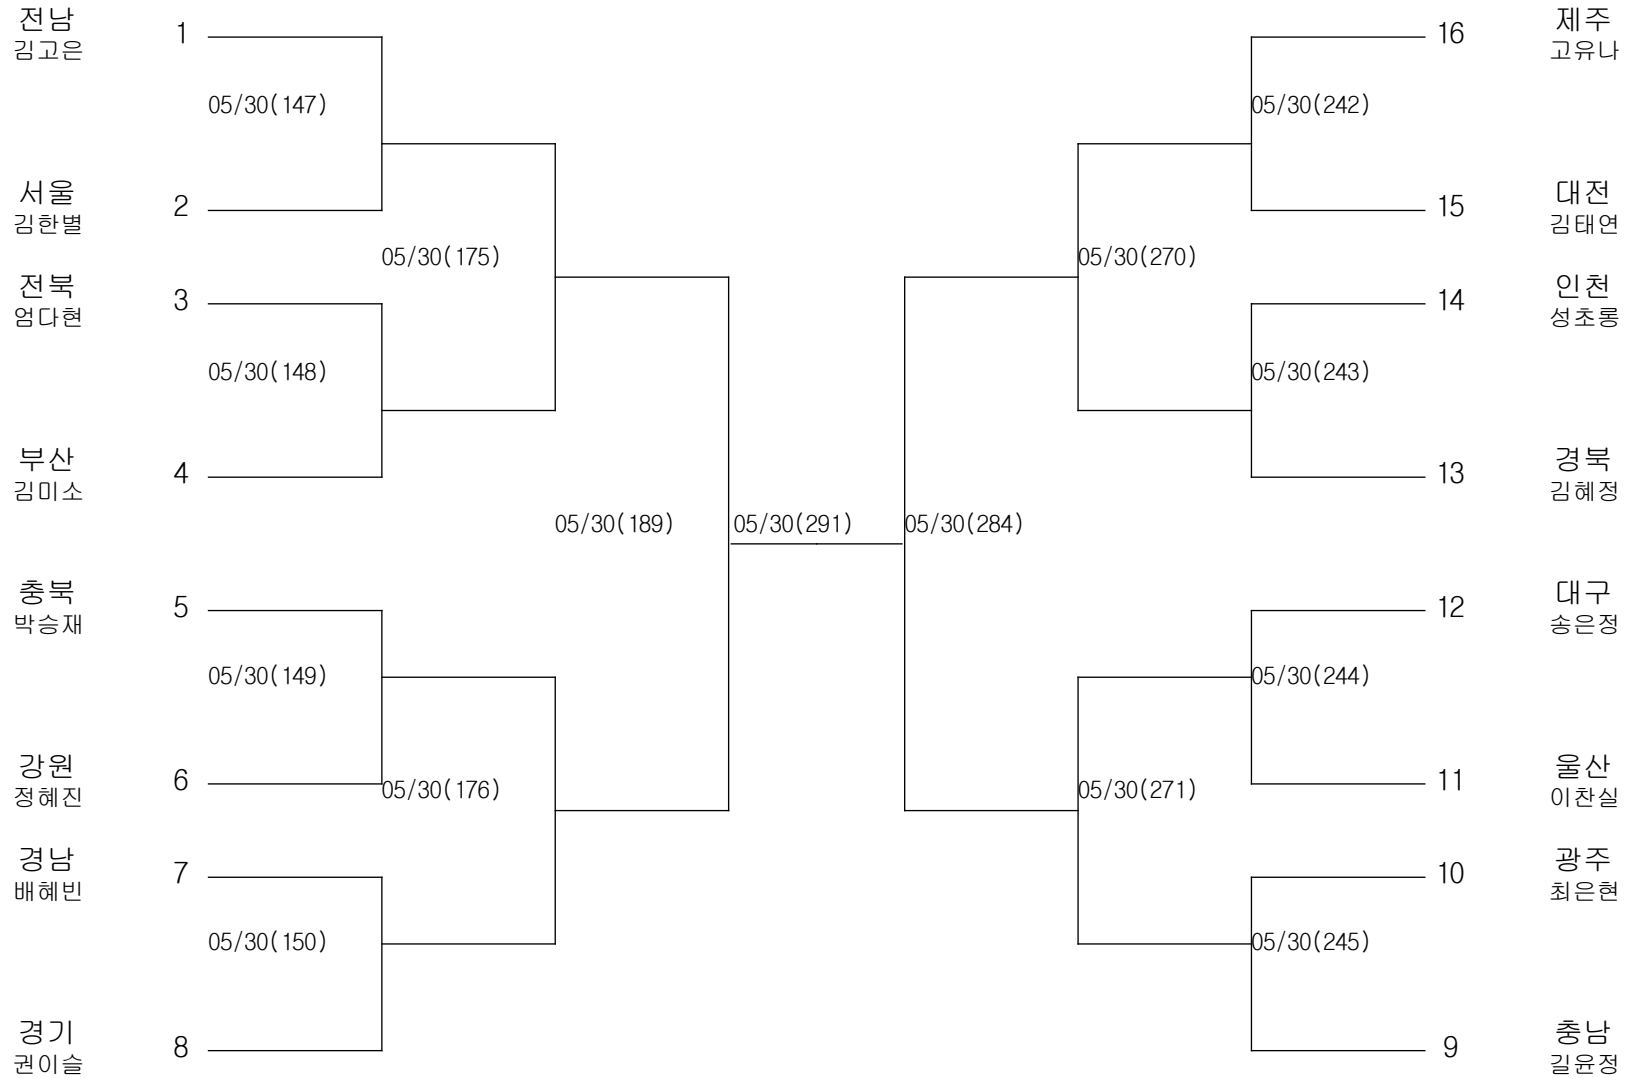 전남
김고은
1
16
제주
고유나
05/30(147)
05/30(242)
서울
김한별
2
15
대전
김태연
05/30(175)
05/30(270)
전북
엄다현
3
14
인천
성초롱
05/30(148)
05/30(243)
부산
김미소
4
13
경북
김혜정
05/30(189)
05/30(291)
05/30(284)
충북
박승재
5
12
대구
송은정
05/30(149)
05/30(244)
강원
정혜진
6
11
울산
이찬실
05/30(176)
05/30(271)
경남
배혜빈
7
10
광주
최은현
05/30(150)
05/30(245)
경기
권이슬
8
9
충남
길윤정